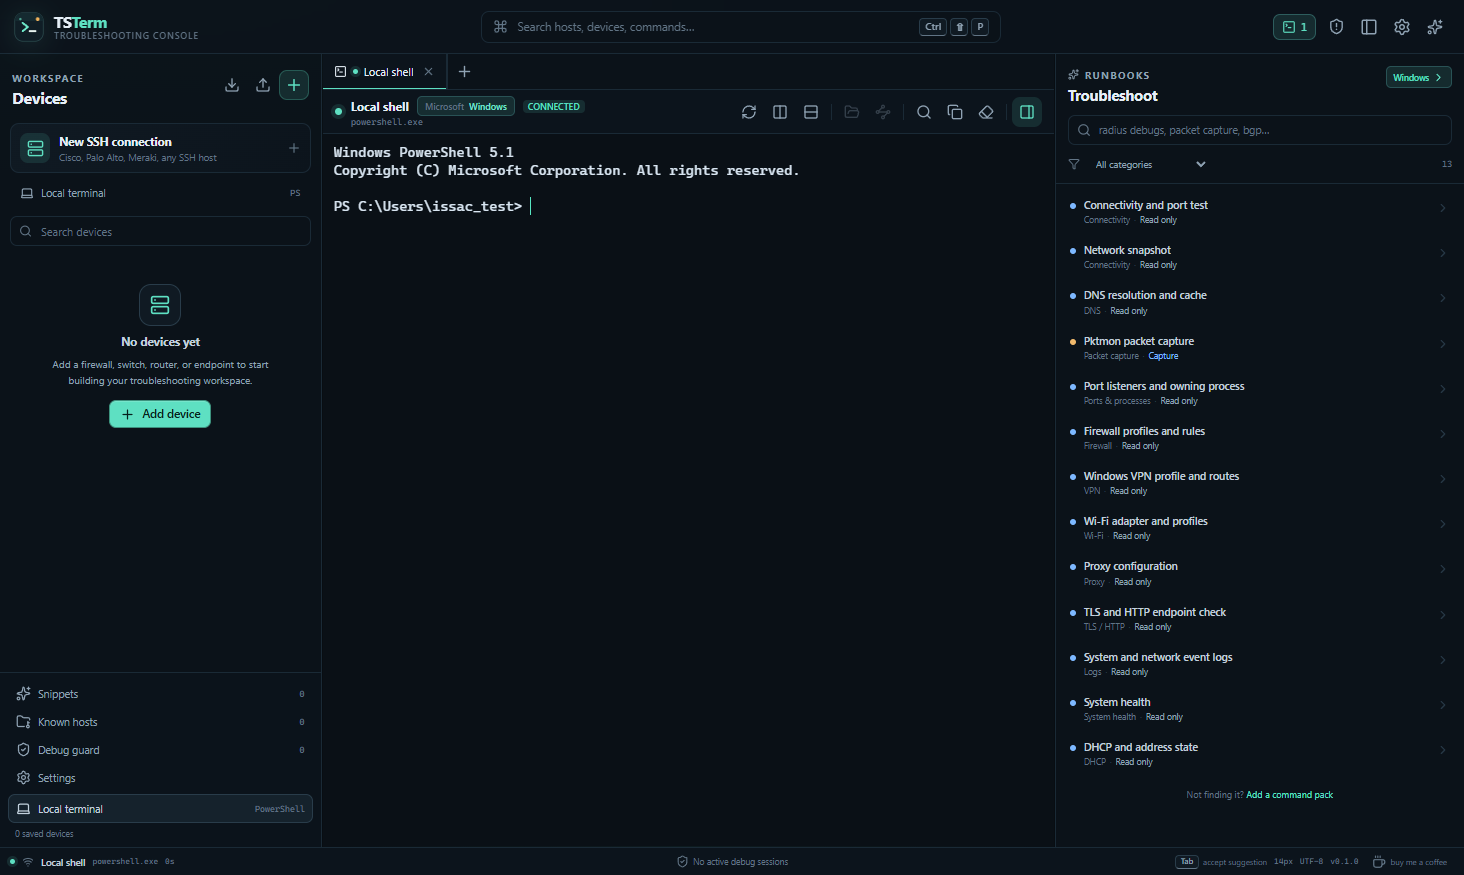 TSTerm
TROUBLESHOOTING CONSOLE
Search hosts, devices, commands...
Ctrl
P
1
WORKSPACE
Devices
New SSH connection
Cisco, Palo Alto, Meraki, any SSH host
Local terminal PS
Search devices
No devices yet
Add a firewall, switch, router, or endpoint to start
building your troubleshooting workspace.
Add device
Snippets 0
Known hosts 0
Debug guard 0
Settings
Local terminal PowerShell
0 saved devices
Local shell
Local shell Microsoft Windows CONNECTED
powershell.exe
Windows PowerShell 5.1
Copyright (C) Microsoft Corporation. All rights reserved.
PS C:\Users\issac_test>
RUNBOOKS
Troubleshoot
Windows
radius debugs, packet capture, bgp...
All categories 13
Connectivity and port test
Connectivity · Read only
Network snapshot
Connectivity · Read only
DNS resolution and cache
DNS · Read only
Pktmon packet capture
Packet capture · Capture
Port listeners and owning process
Ports & processes · Read only
Firewall profiles and rules
Firewall · Read only
Windows VPN profile and routes
VPN · Read only
Wi-Fi adapter and profiles
Wi-Fi · Read only
Proxy configuration
Proxy · Read only
TLS and HTTP endpoint check
TLS / HTTP · Read only
System and network event logs
Logs · Read only
System health
System health · Read only
DHCP and address state
DHCP · Read only
Not finding it? Add a command pack
Local shell powershell.exe 0s
No active debug sessions
Tab accept suggestion 14px UTF-8 v0.1.0 buy me a coffee